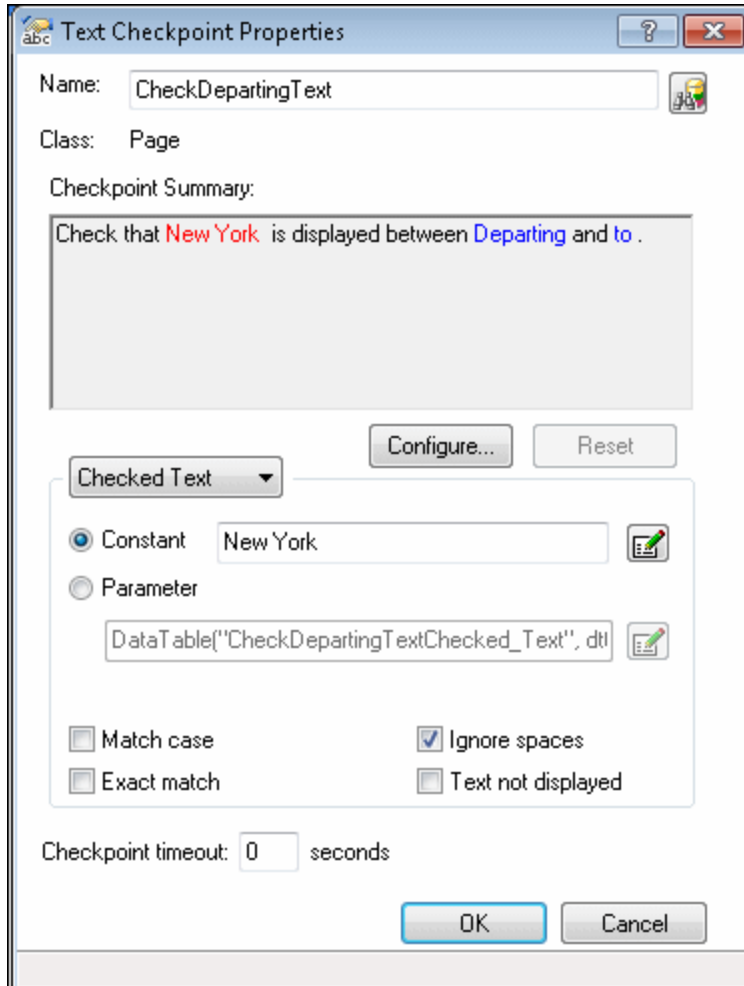 abc Text Checkpoint Properties ?
Name: CheckDepartingText
Class: Page
Checkpoint Summary:
Check that New York is displayed between Departing and to .
Configure... Reset
Checked Text
Constant New York
Parameter
DataTable("CheckDepartingTextChecked_Text", dtl
Match case Ignore spaces
Exact match Text not displayed
Checkpoint timeout: 0 seconds
OK Cancel